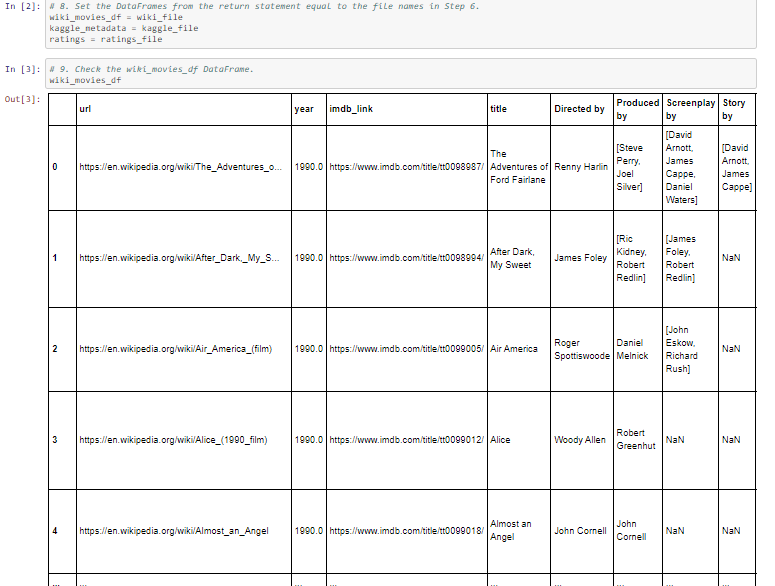 In [2]: # 8. Set the DataFrames from the return statement equal to the file names in Step 6.
wiki_movies_df = wiki_file
kaggle_metadata = kaggle_file
ratings = ratings_file
In [3]: # 9. Check the wiki_movies_df DataFrame.
wiki_movies_df
Out[3]:
url year imdb_link title Directed by Produced by Screenplay by Story by
0 https://en.wikipedia.org/wiki/The_Adventures_o... 1990.0 https://www.imdb.com/title/tt0098987/ The Adventures of Ford Fairlane Renny Harlin [Steve Perry, Joel Silver] [David Arnott, James Cappe, Daniel Waters] [David Arnott, James Cappe]
1 https://en.wikipedia.org/wiki/After_Dark,_My_S... 1990.0 https://www.imdb.com/title/tt0098994/ After Dark, My Sweet James Foley [Ric Kidney, Robert Redlin] [James Foley, Robert Redlin] NaN
2 https://en.wikipedia.org/wiki/Air_America_(film) 1990.0 https://www.imdb.com/title/tt0099005/ Air America Roger Spottiswoode Daniel Melnick [John Eskow, Richard Rush] NaN
3 https://en.wikipedia.org/wiki/Alice_(1990_film) 1990.0 https://www.imdb.com/title/tt0099012/ Alice Woody Allen Robert Greenhut NaN NaN
4 https://en.wikipedia.org/wiki/Almost_an_Angel 1990.0 https://www.imdb.com/title/tt0099018/ Almost an Angel John Cornell John Cornell NaN NaN
... ... ... ... ... ... ... ... ...